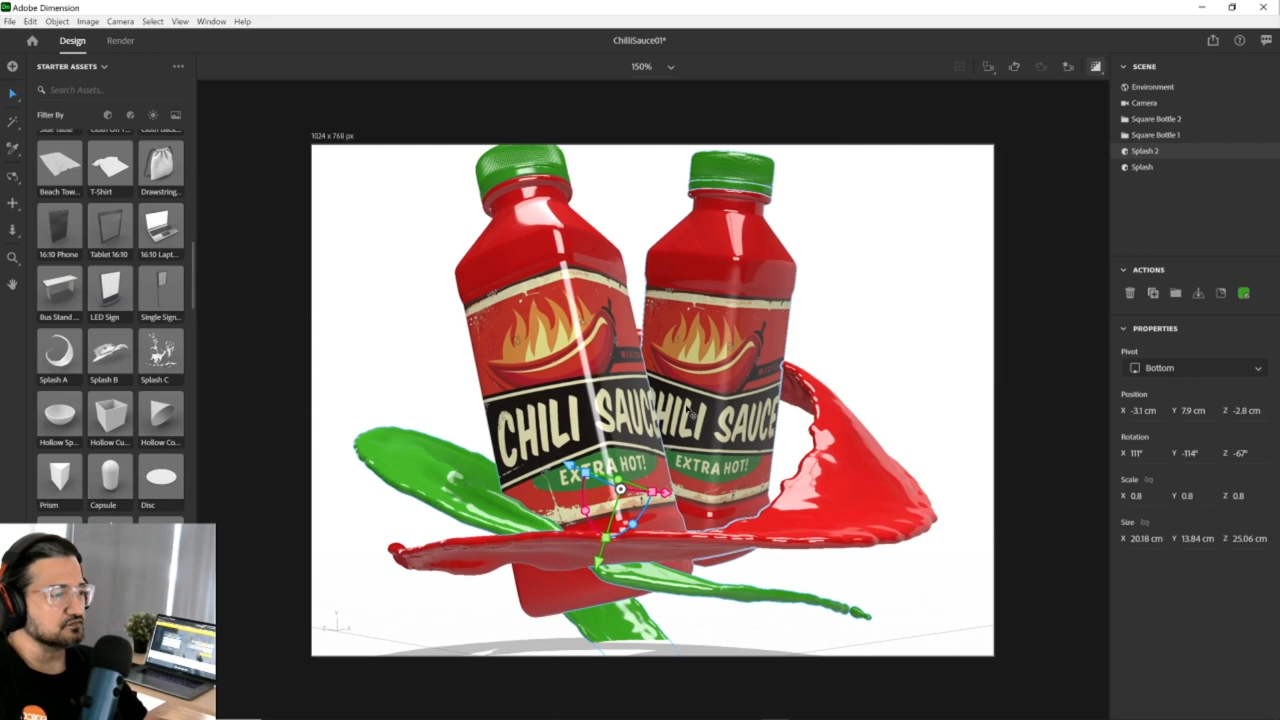 Adobe Dimension
File Edit Object Image Camera Select View Window Help
Design Render
ChilliSauce01*
STARTER ASSETS
150%
Search Assets...
Filter By
Beach Tow... T-Shirt Drawstring...
16:10 Phone Tablet 16:10 16:10 Lapt...
Bus Stand ... LED Sign Single Sign...
Splash A Splash B Splash C
Hollow Sp... Hollow Cu... Hollow Co...
Prism Capsule Disc
1024 x 768 px
CHILI SAUC
EXTRA HOT!
HILI SAUCE
EXTRA HOT!
SCENE
Environment
Camera
Square Bottle 2
Square Bottle 1
Splash 2
Splash
ACTIONS
PROPERTIES
Pivot
Bottom
Position
X -3.1 cm Y 7.9 cm Z -2.8 cm
Rotation
X 111° Y -114° Z -67°
Scale
X 0.8 Y 0.8 Z 0.8
Size
X 20.18 cm Y 13.84 cm Z 25.06 cm